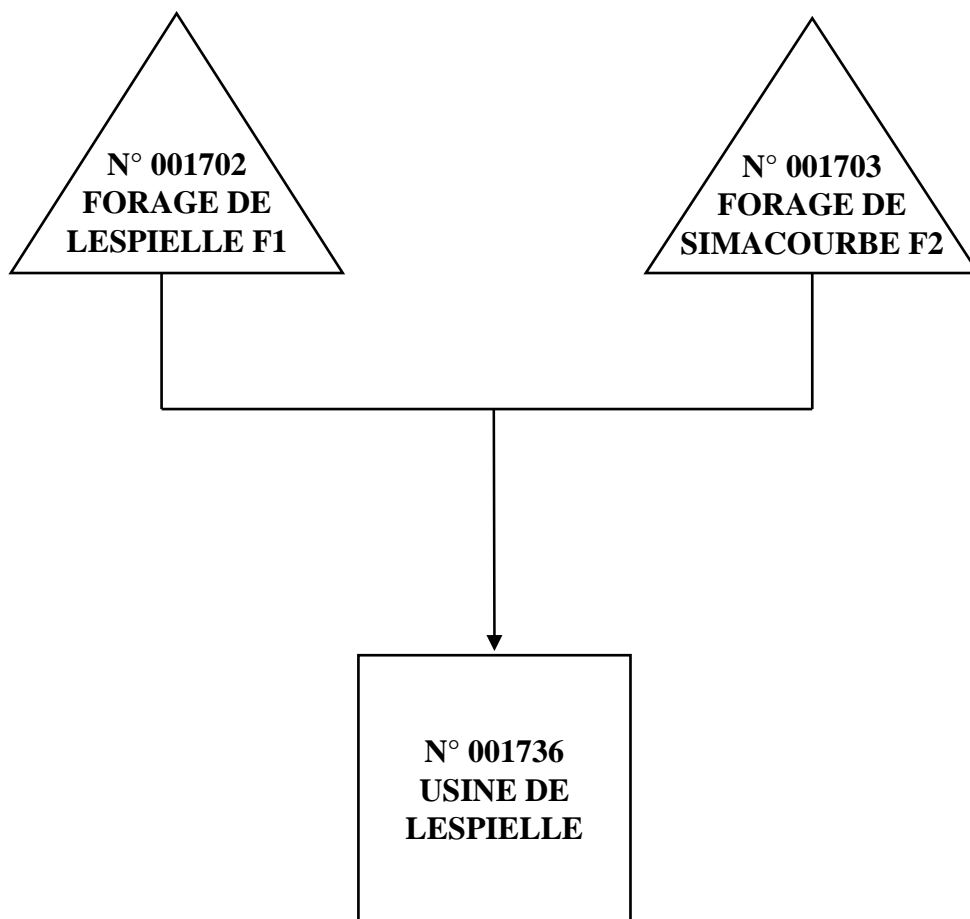 N° 001702
FORAGE DE
LESPIELLE F1
N° 001703
FORAGE DE
SIMACOURBE F2
N° 001736
USINE DE
LESPIELLE